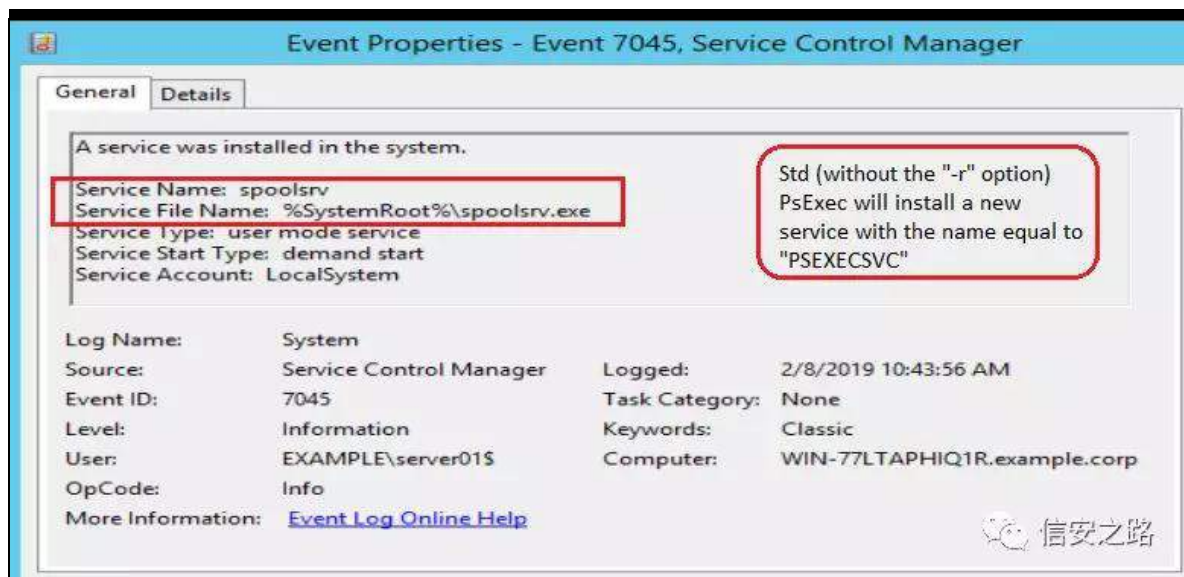 Event Properties - Event 7045, Service Control Manager
General Details
A service was installed in the system.
Service Name: spoolsrv
Service File Name: %SystemRoot%\spoolsrv.exe
Service Type: user mode service
Service Start Type: demand start
Service Account: LocalSystem
Std (without the "-r" option)
PsExec will install a new
service with the name equal to
"PSEXECSVC"
Log Name: System
Source: Service Control Manager Logged: 2/8/2019 10:43:56 AM
Event ID: 7045 Task Category: None
Level: Information Keywords: Classic
User: EXAMPLE\server01$ Computer: WIN-77LTAPHIQ1R.example.corp
OpCode: Info
More Information: Event Log Online Help
信安之路